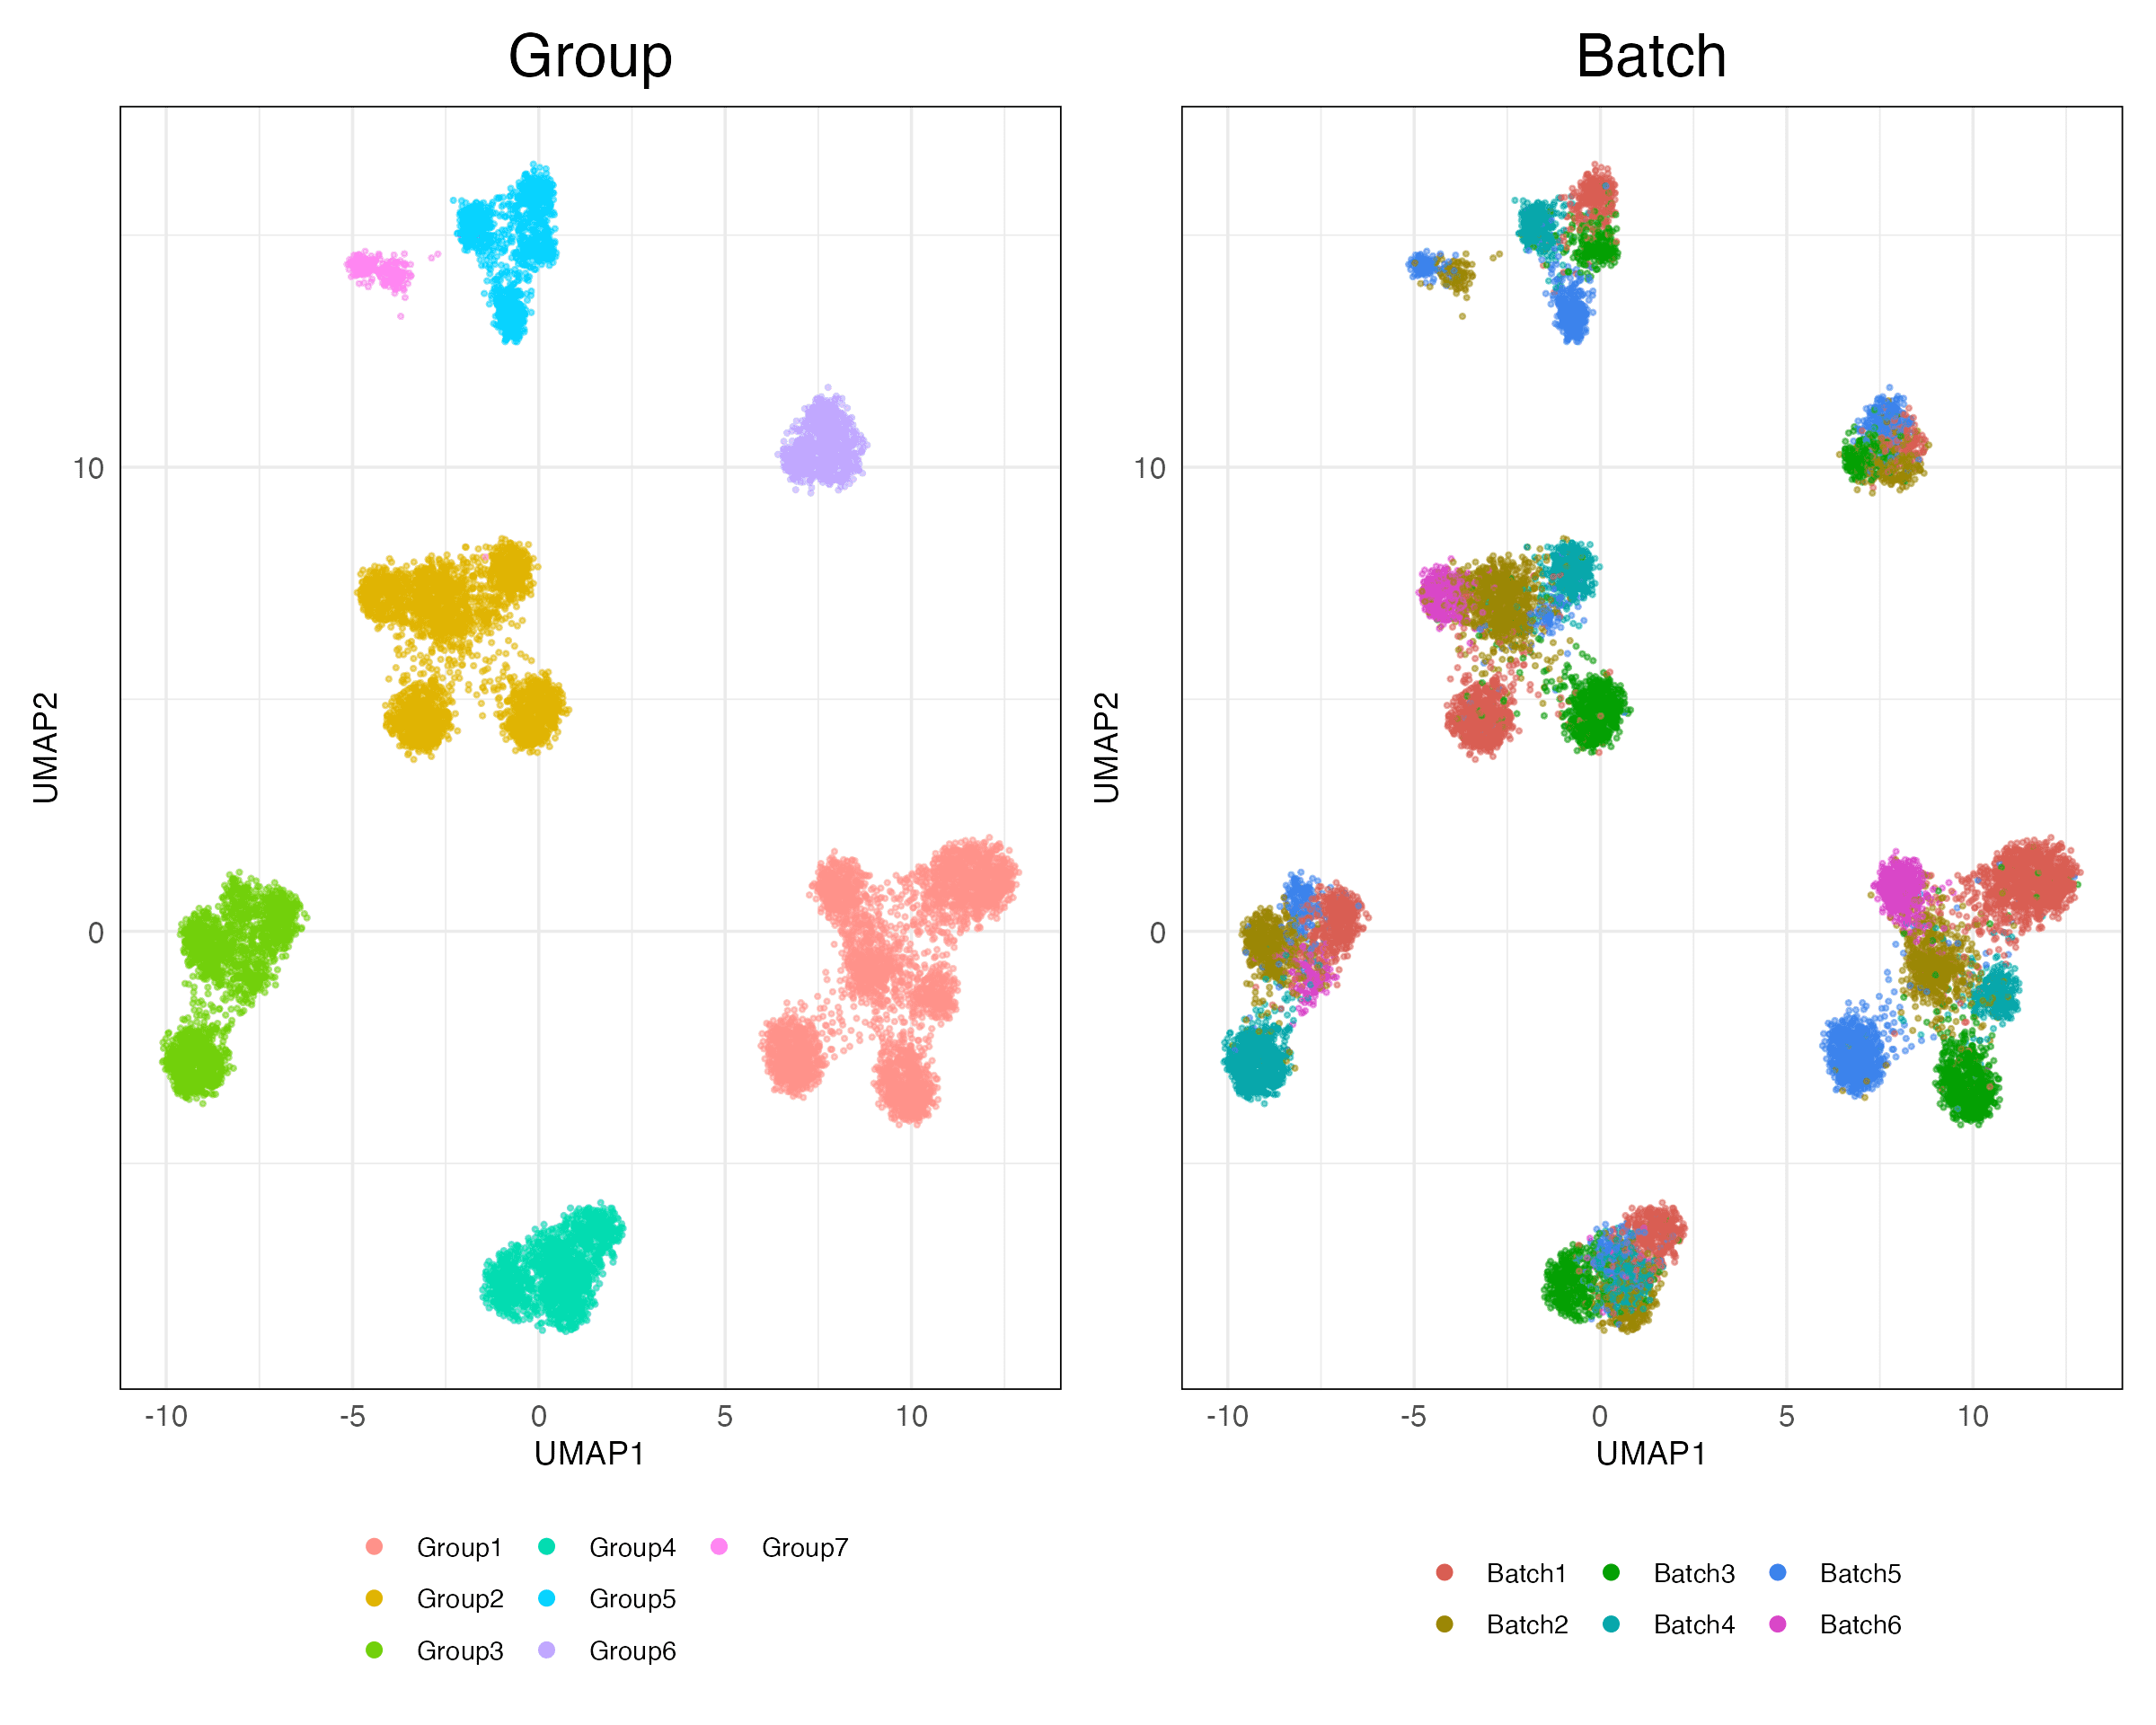 Group
Batch
UMAP2
10
0
-10 -5 0 5 10
UMAP1
UMAP2
10
0
-10 -5 0 5 10
UMAP1
Group1 Group4 Group7
Group2 Group5
Group3 Group6
Batch1 Batch3 Batch5
Batch2 Batch4 Batch6